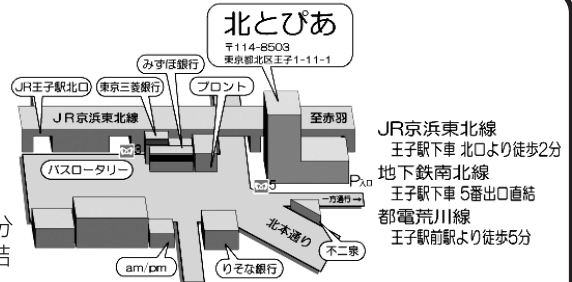 北とぴあ
〒114-8503
東京都北区王子1-11-1
みずほ銀行
JR王子駅北口
東京三菱銀行
プロント
JR京浜東北線
至赤羽
3
バスロータリー
5
P入口
一方通行→
北本通り
不二泉
am/pm
りそな銀行
JR京浜東北線
王子駅下車 北口より徒歩2分
地下鉄南北線
王子駅下車 5番出口直結
都電荒川線
王子駅前駅より徒歩5分
分
結